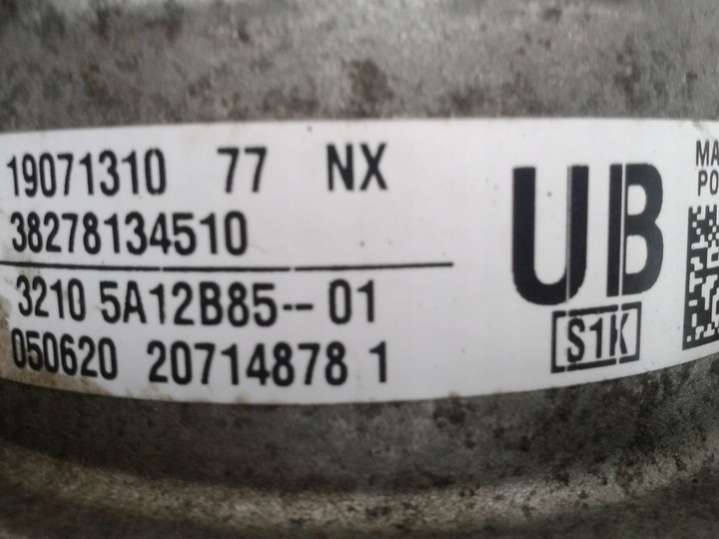 19071310 77 NX
38278134510
3210 5A12B85--01
050620 20714878 1
UB
S1K
MA
PO